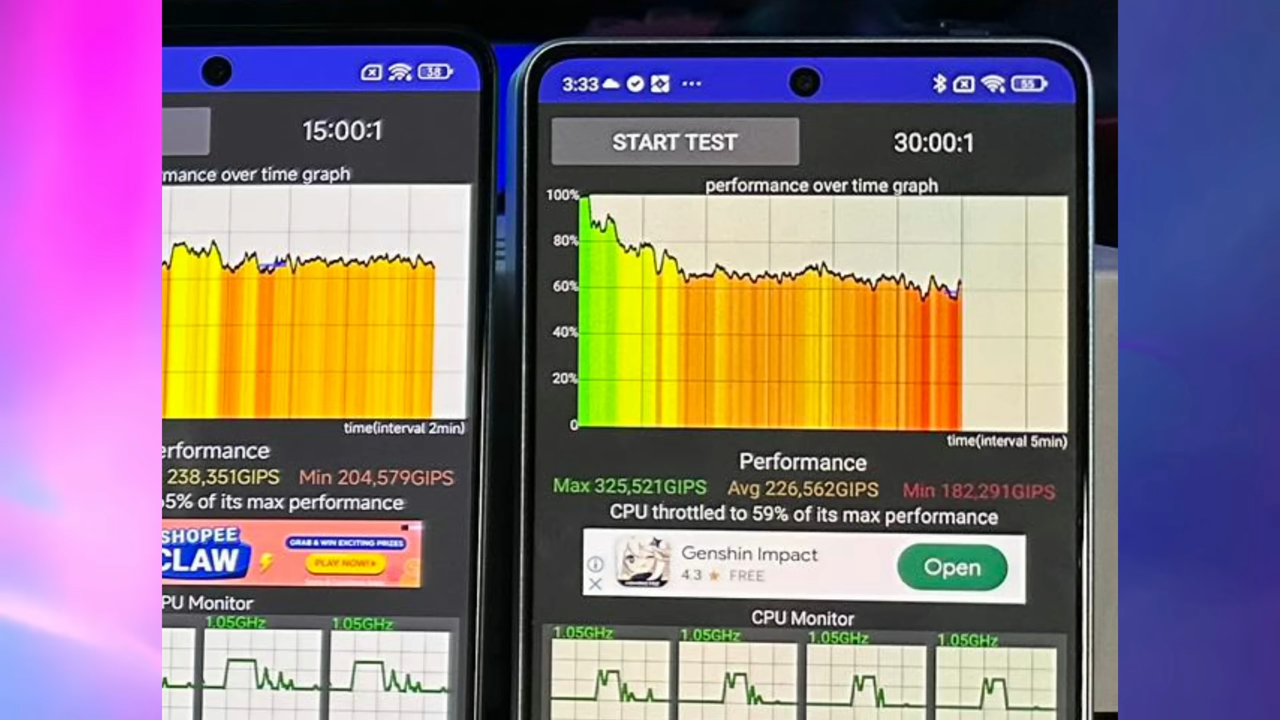 38
15:00:1
mance over time graph
time(interval 2min)
erformance
238,351GIPS Min 204,579GIPS
5% of its max performance
SHOPEE
CLAW
GRAB & WIN EXCITING PRIZES
PLAY NOW!
PU Monitor
1.05GHz 1.05GHz
3:33 ... 55
START TEST 30:00:1
performance over time graph
100%
80%
60%
40%
20%
0
time(interval 5min)
Performance
Max 325,521GIPS Avg 226,562GIPS Min 182,291GIPS
CPU throttled to 59% of its max performance
Genshin Impact
4.3 ★ FREE
Open
CPU Monitor
1.05GHz 1.05GHz 1.05GHz 1.05GHz